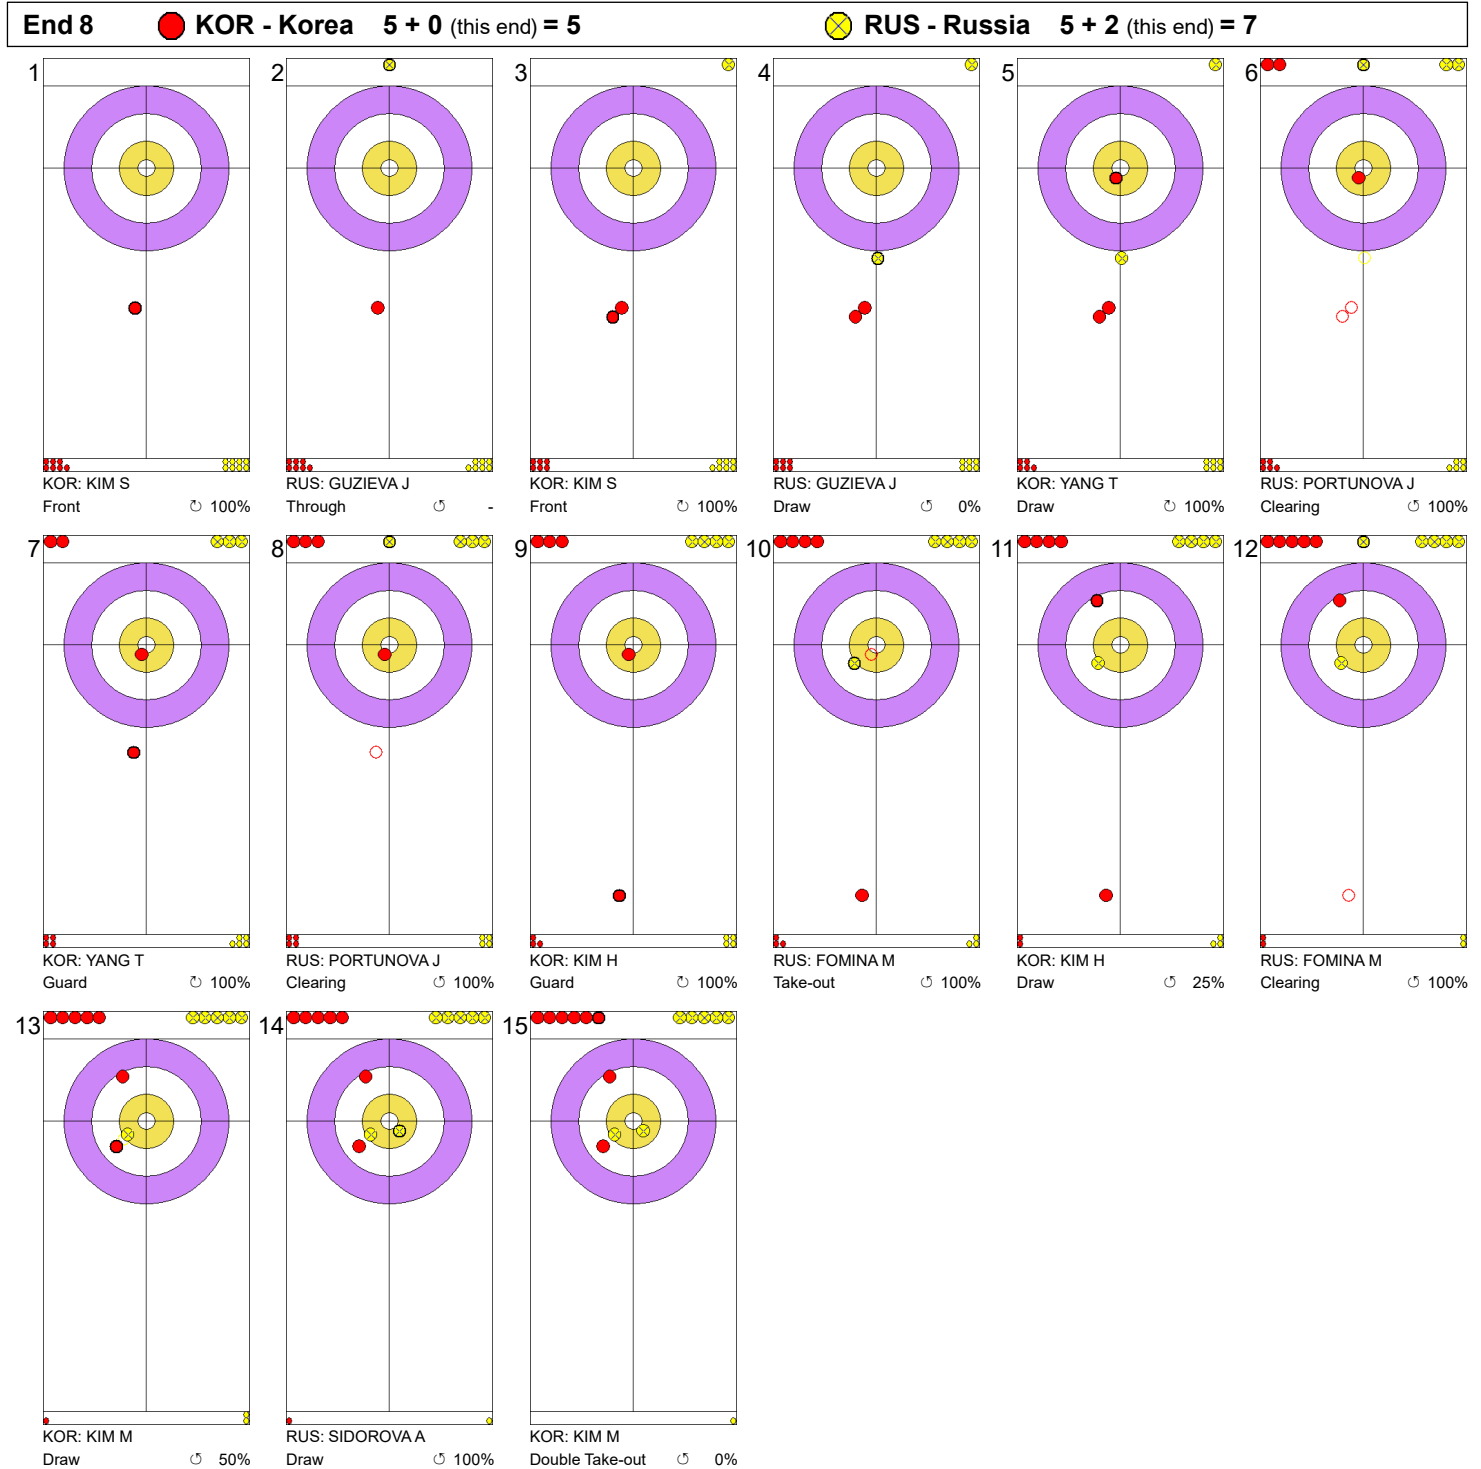 End 8 KOR - Korea 5 + 0 (this end) = 5 RUS - Russia 5 + 2 (this end) = 7
1 2 3 4 5 6
KOR: KIM S RUS: GUZIEVA J KOR: KIM S RUS: GUZIEVA J KOR: YANG T RUS: PORTUNOVA J
Front ↻ 100% Through ↺ - Front ↻ 100% Draw ↺ 0% Draw ↻ 100% Clearing ↺ 100%
7 8 9 10 11 12
KOR: YANG T RUS: PORTUNOVA J KOR: KIM H RUS: FOMINA M KOR: KIM H RUS: FOMINA M
Guard ↻ 100% Clearing ↺ 100% Guard ↻ 100% Take-out ↺ 100% Draw ↺ 25% Clearing ↺ 100%
13 14 15
KOR: KIM M RUS: SIDOROVA A KOR: KIM M
Draw ↺ 50% Draw ↺ 100% Double Take-out ↺ 0%